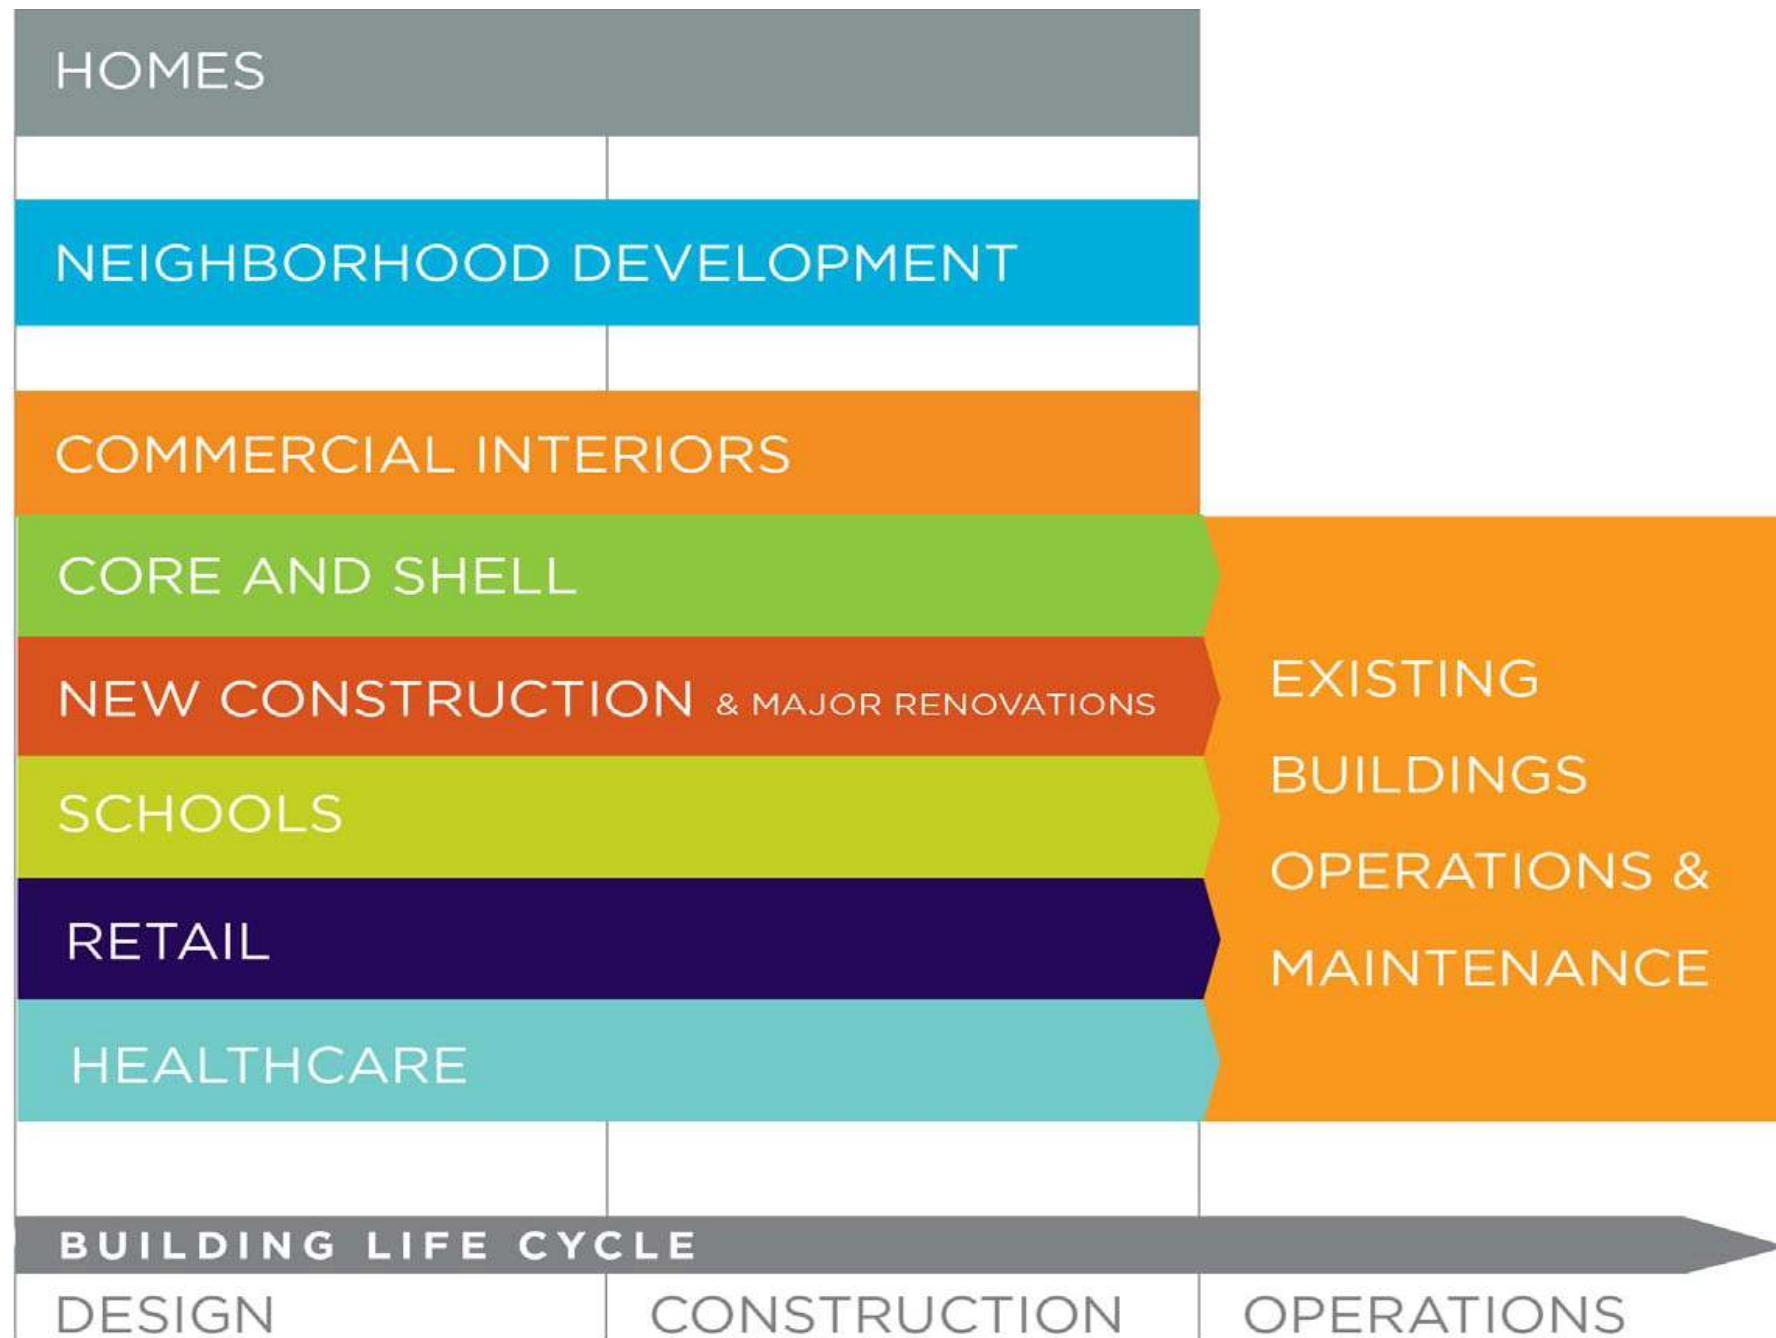 HOMES
NEIGHBORHOOD DEVELOPMENT
COMMERCIAL INTERIORS
CORE AND SHELL
NEW CONSTRUCTION & MAJOR RENOVATIONS
SCHOOLS
RETAIL
HEALTHCARE
EXISTING
BUILDINGS
OPERATIONS &
MAINTENANCE
BUILDING LIFE CYCLE
DESIGN
CONSTRUCTION
OPERATIONS